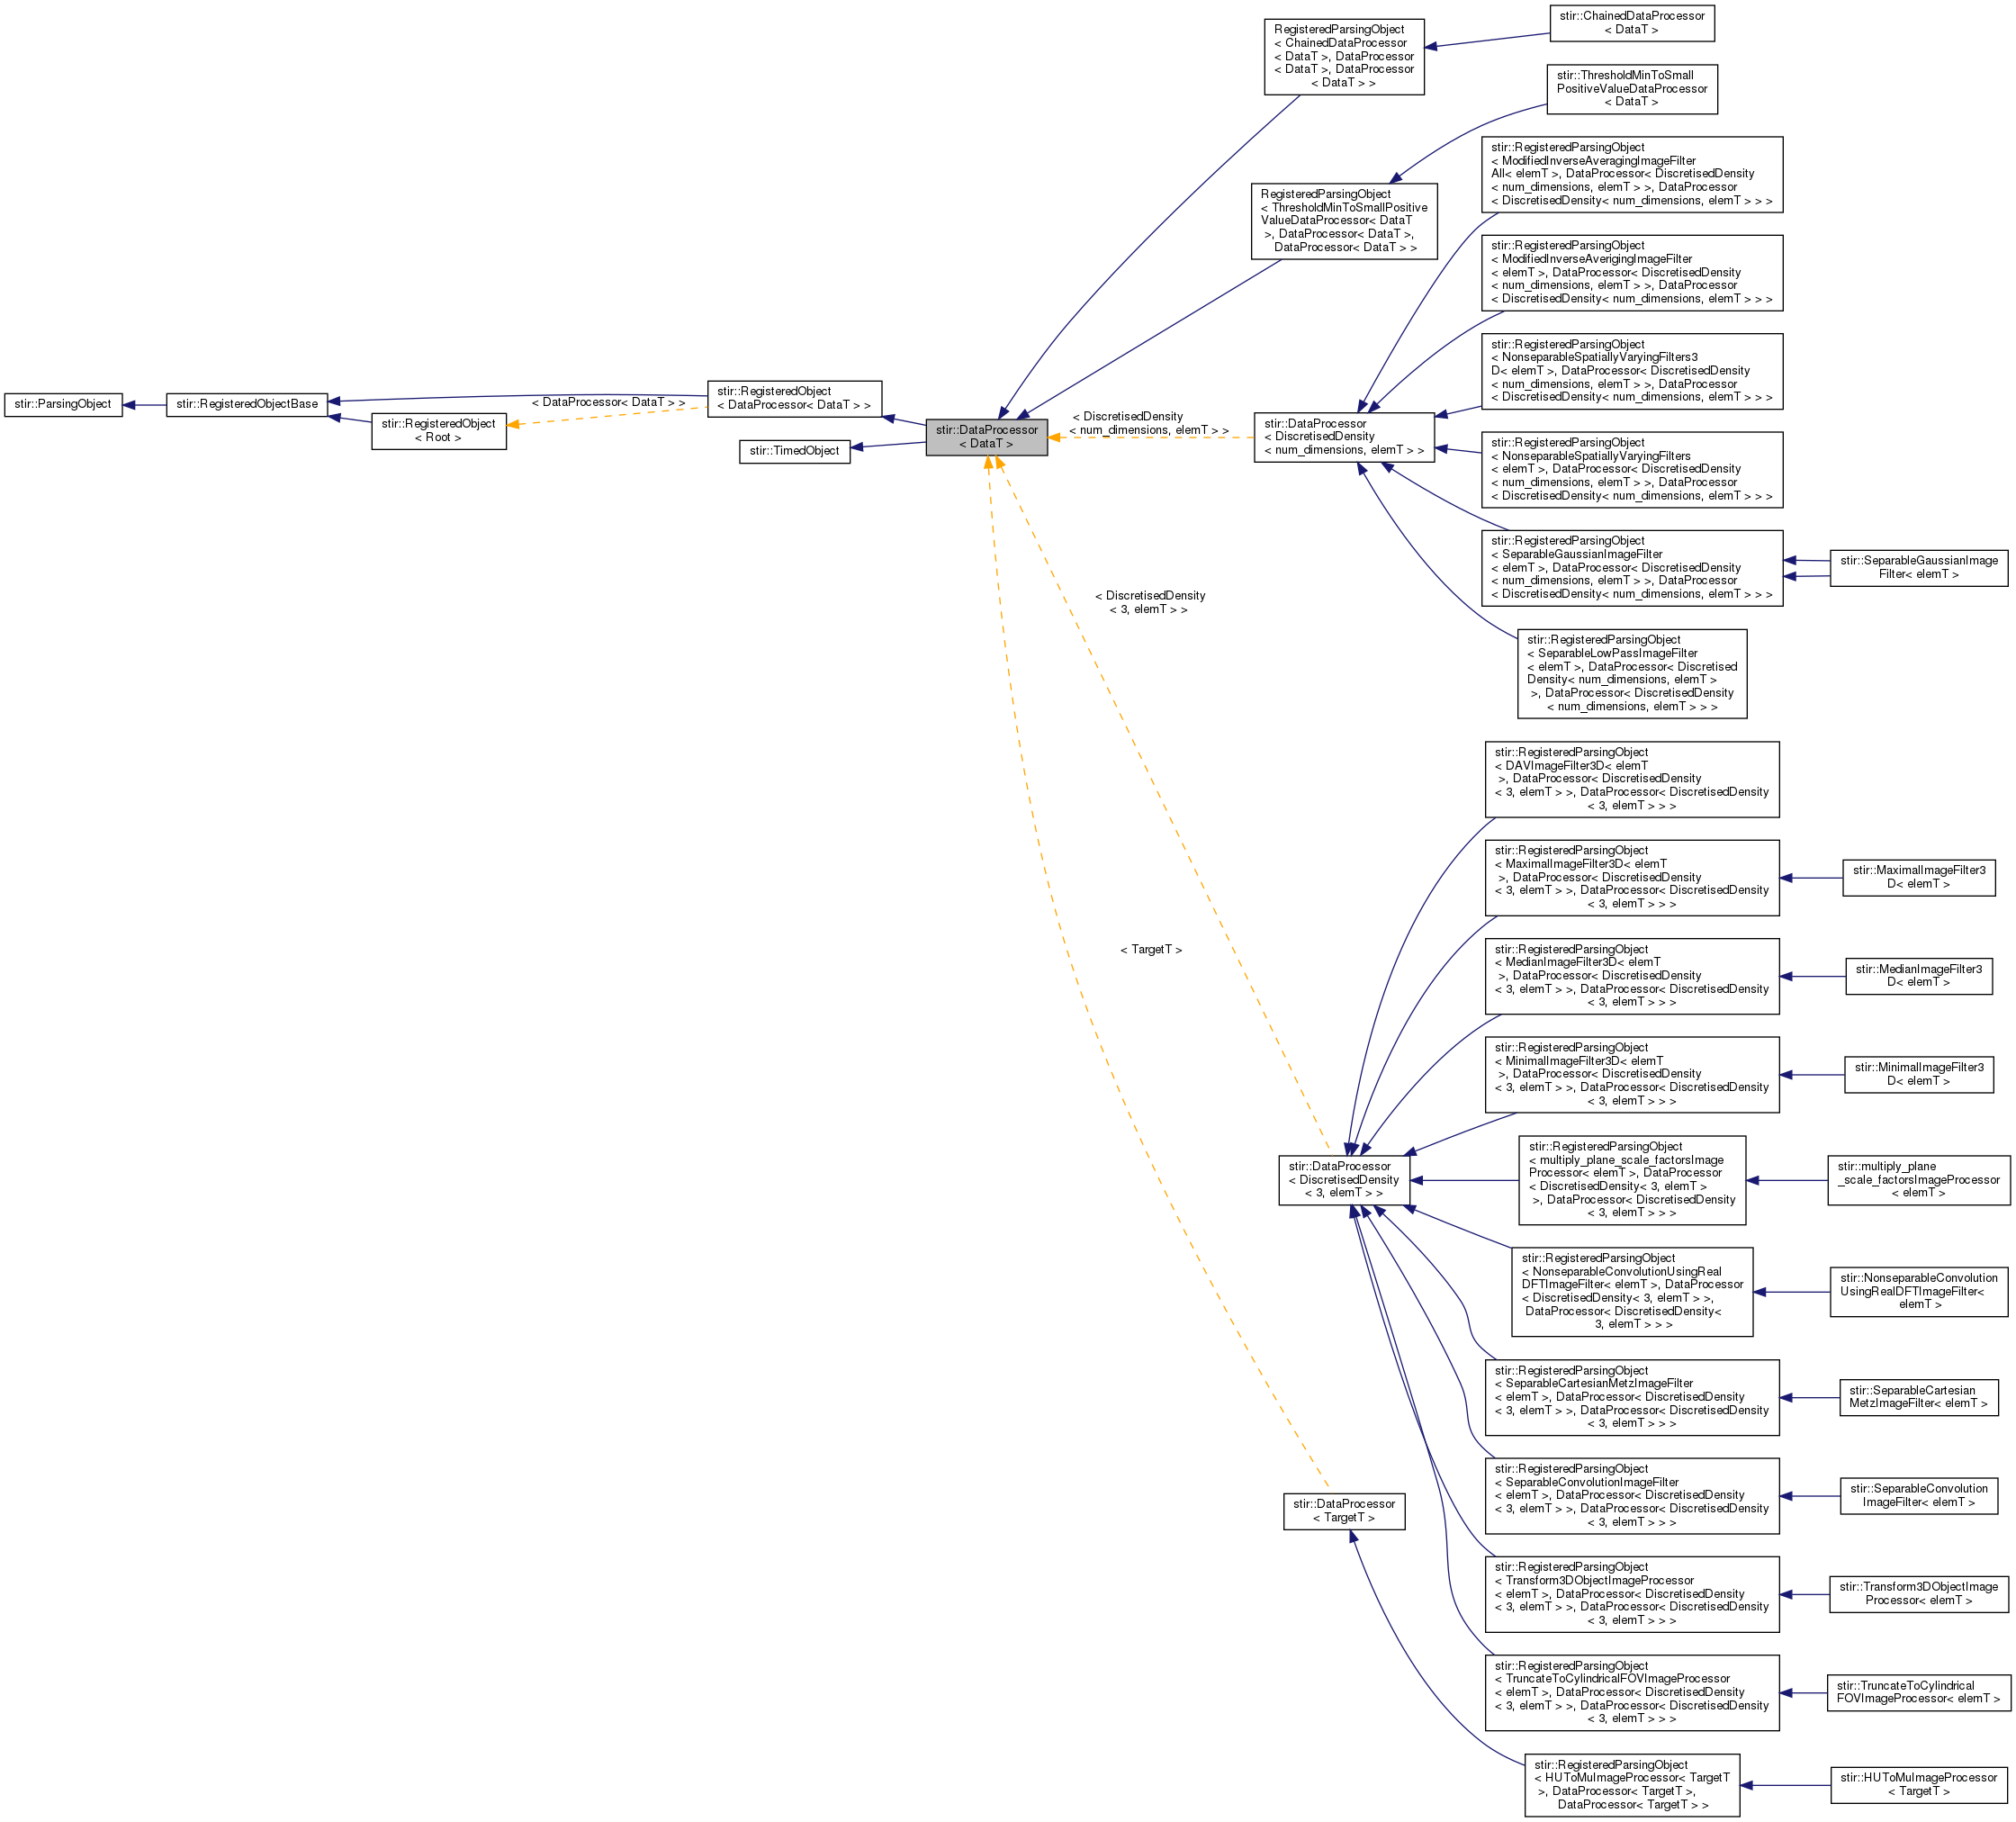 stir::ParsingObject
stir::RegisteredObjectBase
stir::RegisteredObject
< Root >
< DataProcessor< DataT > >
stir::RegisteredObject
< DataProcessor< DataT > >
stir::TimedObject
stir::DataProcessor
< DataT >
< DiscretisedDensity
< num_dimensions, elemT > >
< DiscretisedDensity
< 3, elemT > >
< TargetT >
RegisteredParsingObject
< ChainedDataProcessor
< DataT >, DataProcessor
< DataT >, DataProcessor
< DataT > >
stir::ChainedDataProcessor
< DataT >
RegisteredParsingObject
< ThresholdMinToSmallPositive
ValueDataProcessor< DataT
>, DataProcessor< DataT >,
DataProcessor< DataT > >
stir::ThresholdMinToSmall
PositiveValueDataProcessor
< DataT >
stir::DataProcessor
< DiscretisedDensity
< num_dimensions, elemT > >
stir::RegisteredParsingObject
< ModifiedInverseAveragingImageFilter
All< elemT >, DataProcessor< DiscretisedDensity
< num_dimensions, elemT > >, DataProcessor
< DiscretisedDensity< num_dimensions, elemT > > >
stir::RegisteredParsingObject
< ModifiedInverseAverigingImageFilter
< elemT >, DataProcessor< DiscretisedDensity
< num_dimensions, elemT > >, DataProcessor
< DiscretisedDensity< num_dimensions, elemT > > >
stir::RegisteredParsingObject
< NonseparableSpatiallyVaryingFilters3
D< elemT >, DataProcessor< DiscretisedDensity
< num_dimensions, elemT > >, DataProcessor
< DiscretisedDensity< num_dimensions, elemT > > >
stir::RegisteredParsingObject
< NonseparableSpatiallyVaryingFilters
< elemT >, DataProcessor< DiscretisedDensity
< num_dimensions, elemT > >, DataProcessor
< DiscretisedDensity< num_dimensions, elemT > > >
stir::RegisteredParsingObject
< SeparableGaussianImageFilter
< elemT >, DataProcessor< DiscretisedDensity
< num_dimensions, elemT > >, DataProcessor
< DiscretisedDensity< num_dimensions, elemT > > >
stir::SeparableGaussianImage
Filter< elemT >
stir::RegisteredParsingObject
< SeparableLowPassImageFilter
< elemT >, DataProcessor< Discretised
Density< num_dimensions, elemT >
>, DataProcessor< DiscretisedDensity
< num_dimensions, elemT > > >
stir::DataProcessor
< DiscretisedDensity
< 3, elemT > >
stir::RegisteredParsingObject
< DAVImageFilter3D< elemT
>, DataProcessor< DiscretisedDensity
< 3, elemT > >, DataProcessor< DiscretisedDensity
< 3, elemT > > >
stir::RegisteredParsingObject
< MaximalImageFilter3D< elemT
>, DataProcessor< DiscretisedDensity
< 3, elemT > >, DataProcessor< DiscretisedDensity
< 3, elemT > > >
stir::MaximalImageFilter3
D< elemT >
stir::RegisteredParsingObject
< MedianImageFilter3D< elemT
>, DataProcessor< DiscretisedDensity
< 3, elemT > >, DataProcessor< DiscretisedDensity
< 3, elemT > > >
stir::MedianImageFilter3
D< elemT >
stir::RegisteredParsingObject
< MinimalImageFilter3D< elemT
>, DataProcessor< DiscretisedDensity
< 3, elemT > >, DataProcessor< DiscretisedDensity
< 3, elemT > > >
stir::MinimalImageFilter3
D< elemT >
stir::RegisteredParsingObject
< multiply_plane_scale_factorsImage
Processor< elemT >, DataProcessor
< DiscretisedDensity< 3, elemT >
>, DataProcessor< DiscretisedDensity
< 3, elemT > > >
stir::multiply_plane
_scale_factorsImageProcessor
< elemT >
stir::RegisteredParsingObject
< NonseparableConvolutionUsingReal
DFTImageFilter< elemT >, DataProcessor
< DiscretisedDensity< 3, elemT > >,
DataProcessor< DiscretisedDensity<
3, elemT > > >
stir::NonseparableConvolution
UsingRealDFTImageFilter<
elemT >
stir::RegisteredParsingObject
< SeparableCartesianMetzImageFilter
< elemT >, DataProcessor< DiscretisedDensity
< 3, elemT > >, DataProcessor< DiscretisedDensity
< 3, elemT > > >
stir::SeparableCartesian
MetzImageFilter< elemT >
stir::RegisteredParsingObject
< SeparableConvolutionImageFilter
< elemT >, DataProcessor< DiscretisedDensity
< 3, elemT > >, DataProcessor< DiscretisedDensity
< 3, elemT > > >
stir::SeparableConvolution
ImageFilter< elemT >
stir::RegisteredParsingObject
< Transform3DObjectImageProcessor
< elemT >, DataProcessor< DiscretisedDensity
< 3, elemT > >, DataProcessor< DiscretisedDensity
< 3, elemT > > >
stir::Transform3DObjectImage
Processor< elemT >
stir::RegisteredParsingObject
< TruncateToCylindricalFOVImageProcessor
< elemT >, DataProcessor< DiscretisedDensity
< 3, elemT > >, DataProcessor< DiscretisedDensity
< 3, elemT > > >
stir::TruncateToCylindrical
FOVImageProcessor< elemT >
stir::DataProcessor
< TargetT >
stir::RegisteredParsingObject
< HUToMuImageProcessor< TargetT
>, DataProcessor< TargetT >,
DataProcessor< TargetT > >
stir::HUToMuImageProcessor
< TargetT >